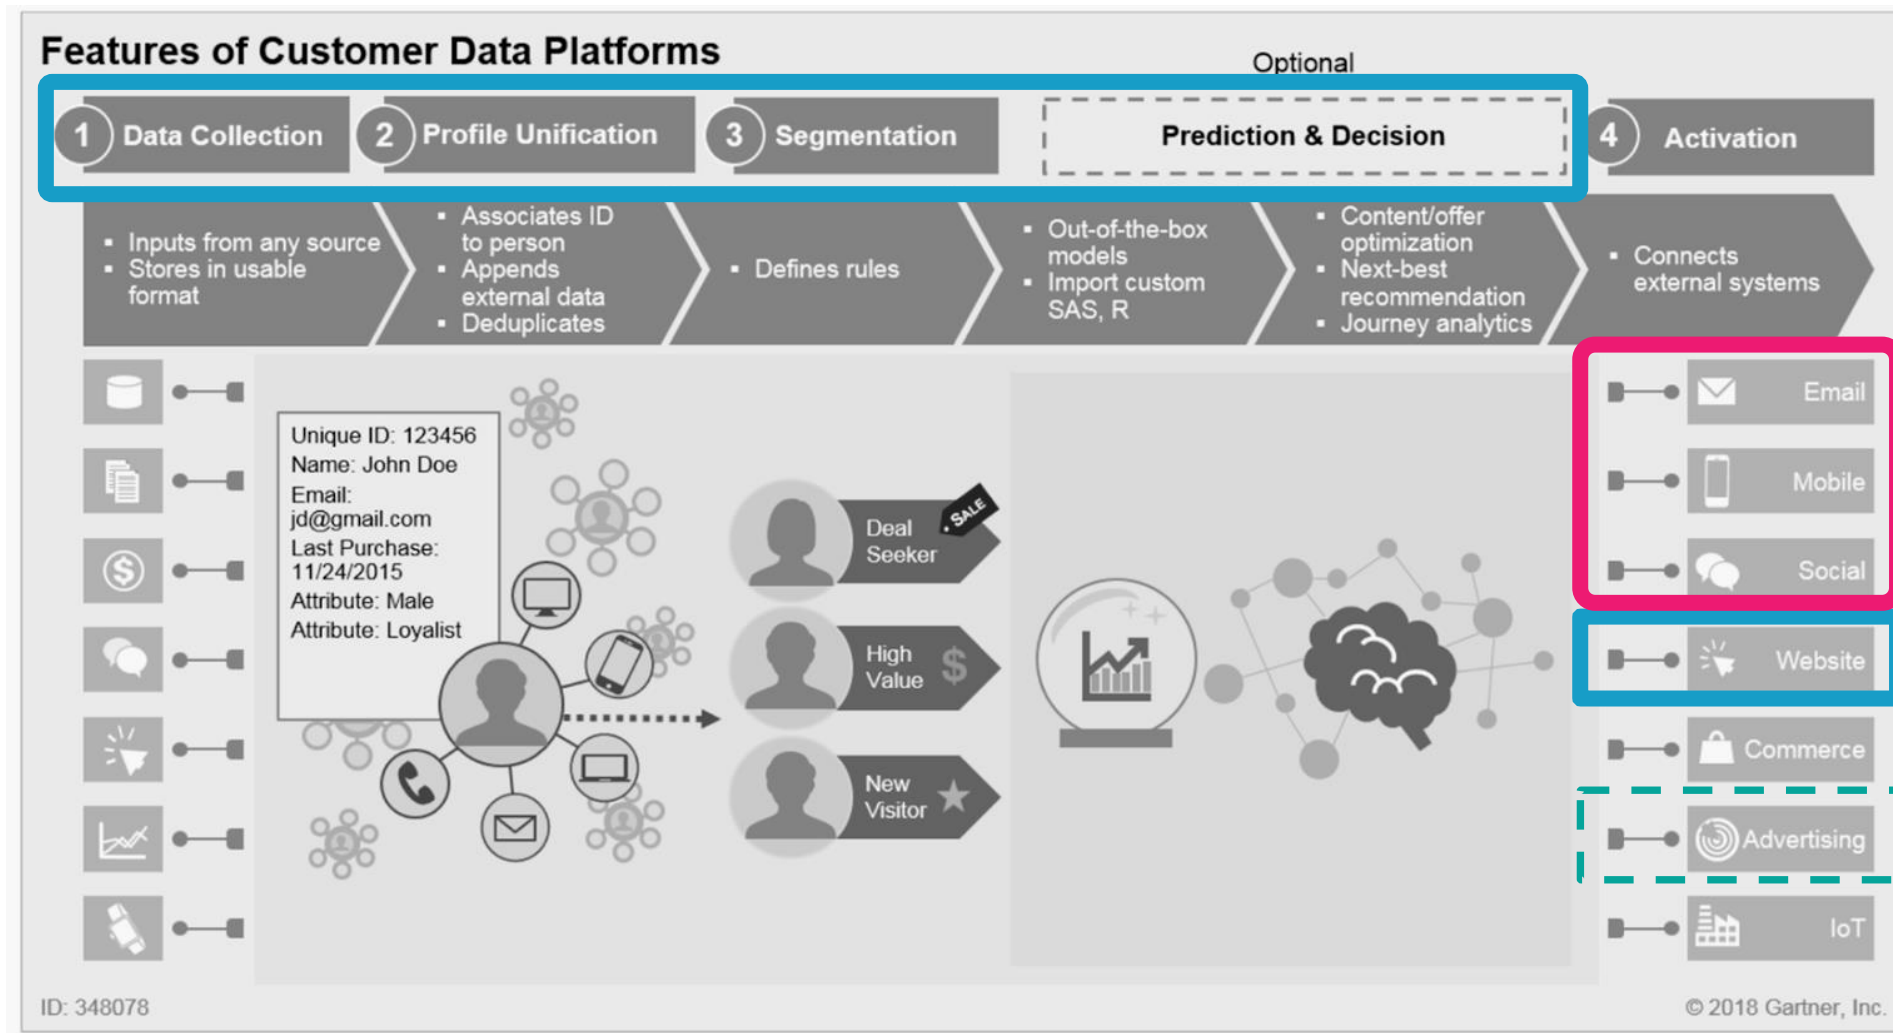 Features of Customer Data Platforms
Optional
1 Data Collection
2 Profile Unification
3 Segmentation
Prediction & Decision
4 Activation
▪ Inputs from any source
▪ Stores in usable
format
▪ Associates ID
to person
▪ Appends
external data
▪ Deduplicates
▪ Defines rules
▪ Out-of-the-box
models
▪ Import custom
SAS, R
▪ Content/offer
optimization
▪ Next-best
recommendation
▪ Journey analytics
▪ Connects
external systems
Unique ID: 123456
Name: John Doe
Email:
jd@gmail.com
Last Purchase:
11/24/2015
Attribute: Male
Attribute: Loyalist
Deal
Seeker
SALE
High
Value
$
New
Visitor
$
Email
Mobile
Social
Website
Commerce
Advertising
IoT
ID: 348078
© 2018 Gartner, Inc.